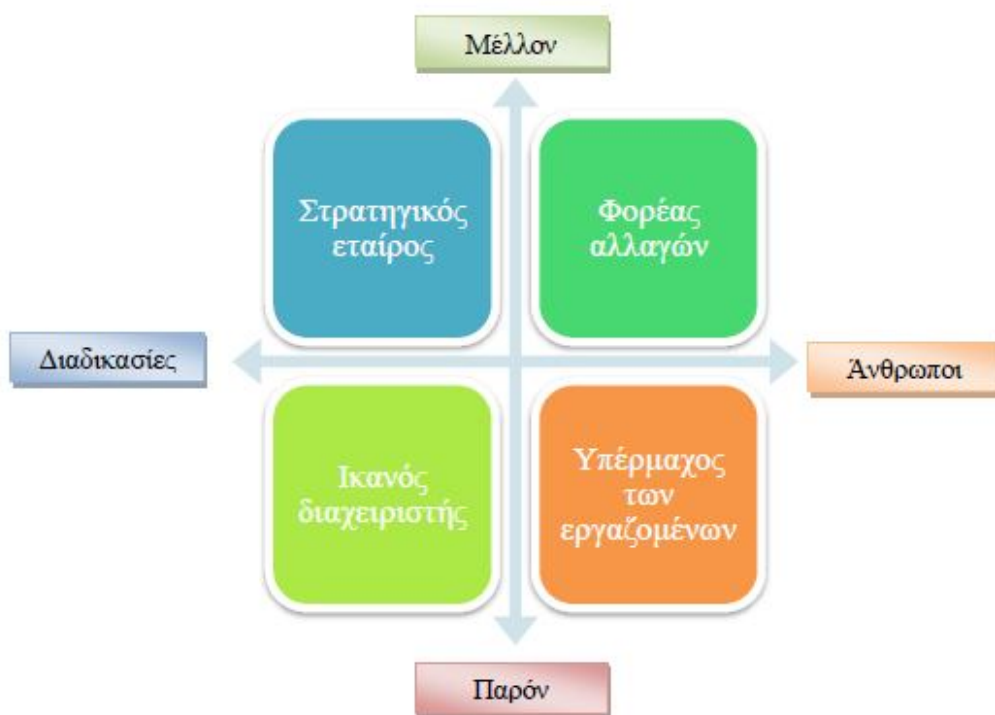 Μέλλον
Στρατηγικός
εταίρος
Φορέας
αλλαγών
Διαδικασίες
Άνθρωποι
Ικανός
διαχειριστής
Υπέρμαχος
των
εργαζομένων
Παρόν